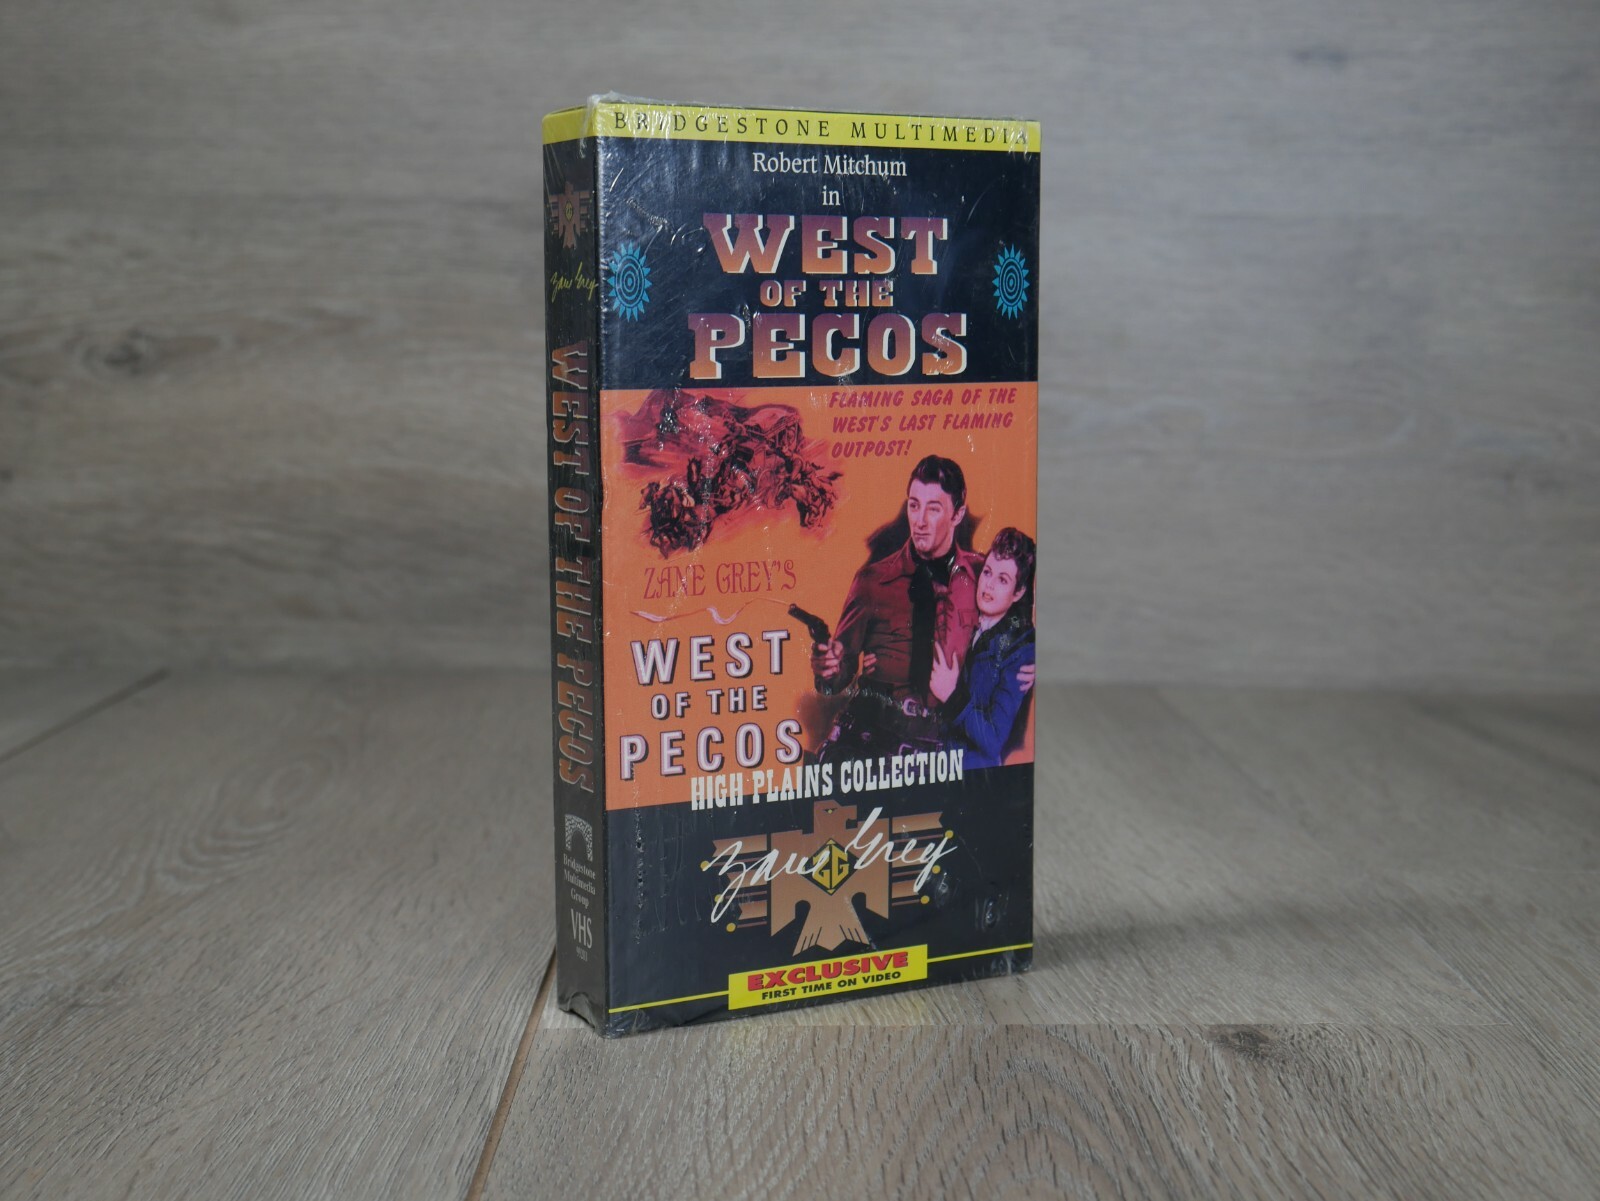 BRIDGESTONE MULTIMEDIA
Robert Mitchum
in
WEST
OF THE
PECOS
FLAMING SAGA OF THE
WEST'S LAST FLAMING
OUTPOST!
ZANE GREY'S
WEST
OF THE
PECOS
HIGH PLAINS COLLECTION
Zane Grey
ZG
EXCLUSIVE
FIRST TIME ON VIDEO
ZG
Zane Grey
WEST OF THE PECOS
Bridgestone
Multimedia
Group
VHS